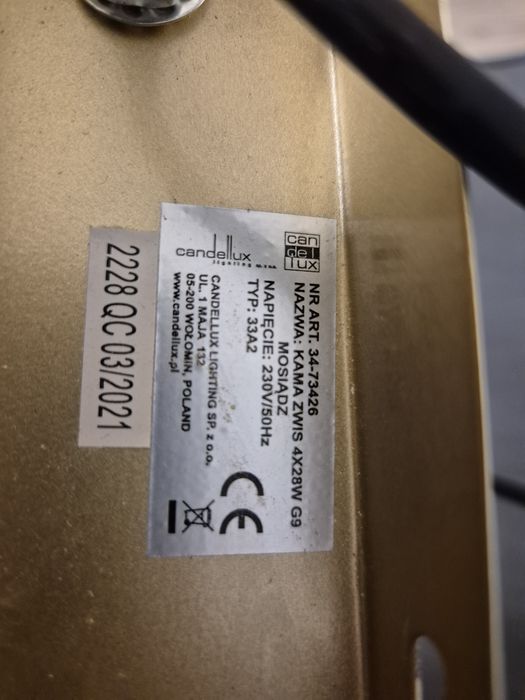 candellux
lighting
can
del
lux
NR ART. 34-73426
NAZWA: KAMA ZWIS 4X28W G9
MOSIĄDZ
NAPIĘCIE: 230V/50Hz
TYP: 33A2
CANDELLUX LIGHTING SP. z o.o.
UL. 1 MAJA 132
05-200 WOŁOMIN, POLAND
www.candellux.pl
CE
2228 QC 03/2021